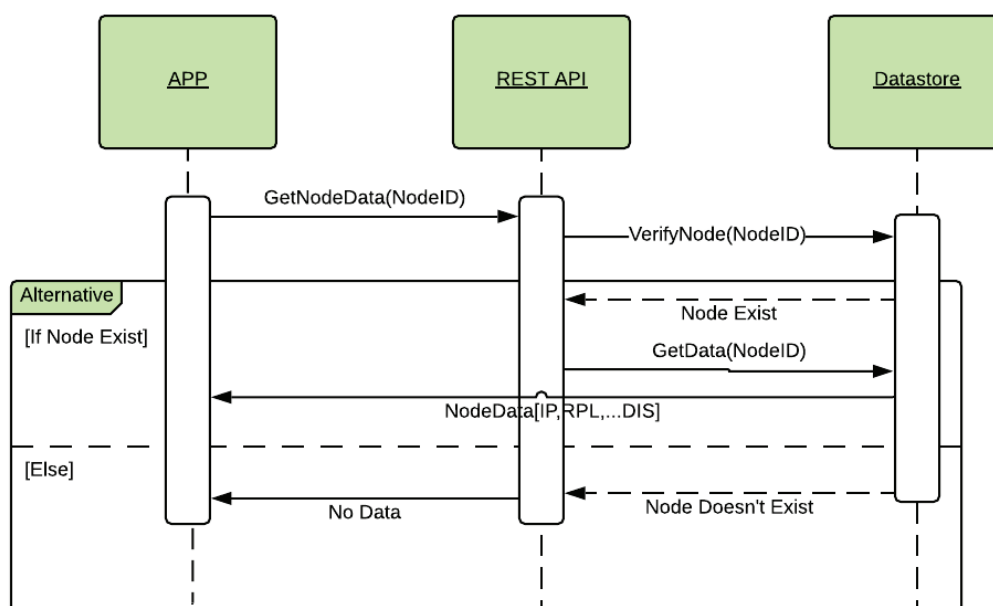 APP
REST API
Datastore
GetNodeData(NodeID)
VerifyNode(NodeID)
Alternative
Node Exist
[If Node Exist]
GetData(NodeID)
NodeData[IP,RPL,...DIS]
[Else]
Node Doesn't Exist
No Data